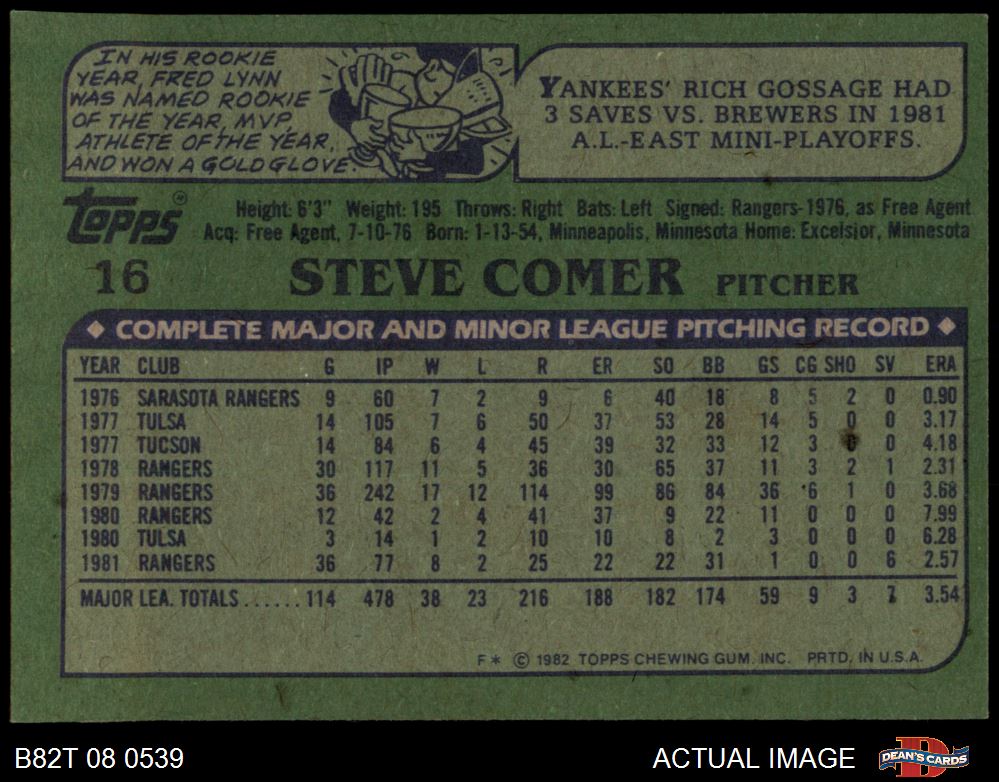 IN HIS ROOKIE
YEAR, FRED LYNN
WAS NAMED ROOKIE
OF THE YEAR, MVP,
ATHLETE OF THE YEAR,
AND WON A GOLD GLOVE.
YANKEES' RICH GOSSAGE HAD
3 SAVES VS. BREWERS IN 1981
A.L.-EAST MINI-PLAYOFFS.
topps®
Height: 6'3" Weight: 195 Throws: Right Bats: Left Signed: Rangers-1976, as Free Agent
Acq: Free Agent, 7-10-76 Born: 1-13-54, Minneapolis, Minnesota Home: Excelsior, Minnesota
16 STEVE COMER PITCHER
◆ COMPLETE MAJOR AND MINOR LEAGUE PITCHING RECORD ◆
YEAR CLUB G IP W L R ER SO BB GS CG SHO SV ERA
1976 SARASOTA RANGERS 9 60 7 2 9 6 40 18 8 5 2 0 0.90
1977 TULSA 14 105 7 6 50 37 53 28 14 5 0 0 3.17
1977 TUCSON 14 84 6 4 45 39 32 33 12 3 0 0 4.18
1978 RANGERS 30 117 11 5 36 30 65 37 11 3 2 1 2.31
1979 RANGERS 36 242 17 12 114 99 86 84 36 6 1 0 3.68
1980 RANGERS 12 42 2 4 41 37 9 22 11 0 0 0 7.99
1980 TULSA 3 14 1 2 10 10 8 2 3 0 0 0 6.28
1981 RANGERS 36 77 8 2 25 22 22 31 1 0 0 6 2.57
MAJOR LEA. TOTALS......114 478 38 23 216 188 182 174 59 9 3 7 3.54
F* © 1982 TOPPS CHEWING GUM, INC. PRTD. IN U.S.A.
B82T 08 0539 ACTUAL IMAGE DEAN'S CARDS